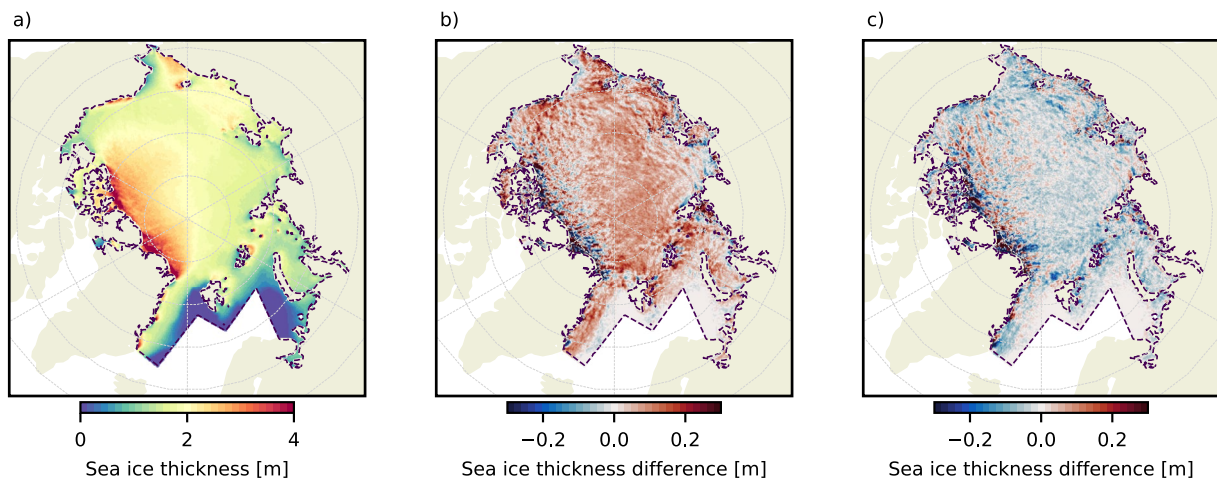 a)
b)
c)
0 2 4
Sea ice thickness [m]
−0.2 0.0 0.2
Sea ice thickness difference [m]
−0.2 0.0 0.2
Sea ice thickness difference [m]